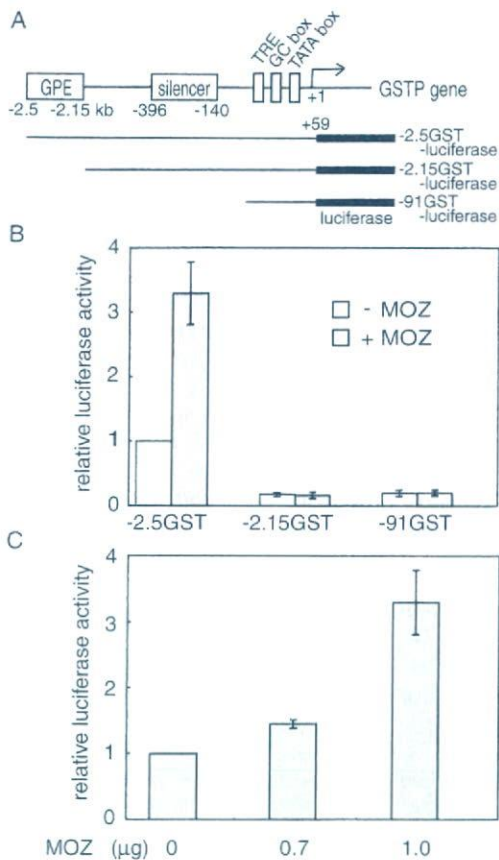 A
TRE
GC box
TATA box
GPE
silencer
+1
GSTP gene
-2.5 -2.15 kb -396 -140
+59
-2.5GST
-luciferase
-2.15GST
-luciferase
-91GST
luciferase -luciferase
B
relative luciferase activity
4
3
2
1
0
- MOZ
+ MOZ
-2.5GST -2.15GST -91GST
C
relative luciferase activity
4
3
2
1
0
MOZ (μg) 0 0.7 1.0